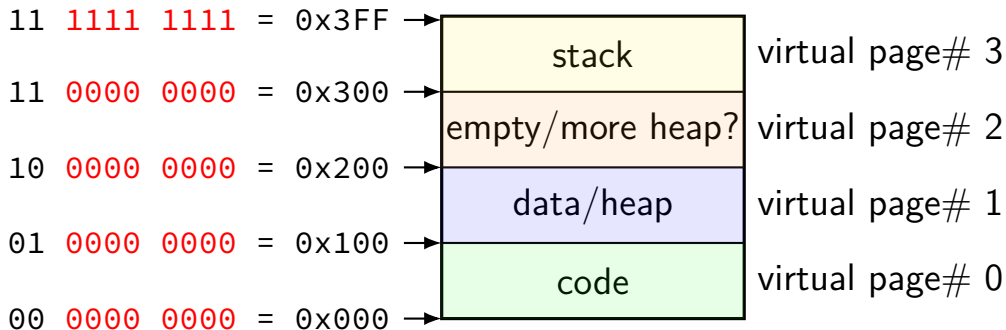 11 1111 1111 = 0x3FF
stack
virtual page# 3
11 0000 0000 = 0x300
empty/more heap?
virtual page# 2
10 0000 0000 = 0x200
data/heap
virtual page# 1
01 0000 0000 = 0x100
code
virtual page# 0
00 0000 0000 = 0x000